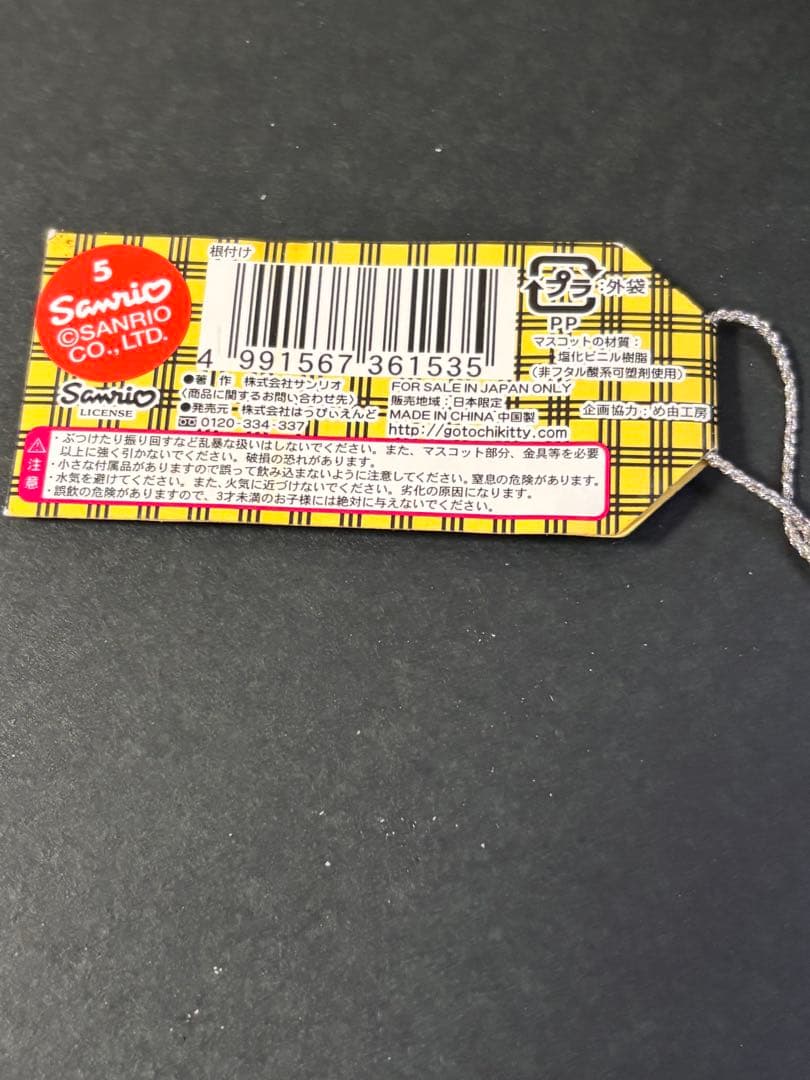 5
Sanrio
©SANRIO
CO., LTD.
Sanrio
LICENSE
根付け
4 991567 361535
●著 作 株式会社サンリオ
(商品に関するお問い合わせ先)
●発売元・株式会社はっぴぃえんど
0120-334-337
FOR SALE IN JAPAN ONLY
販売地域:日本限定
MADE IN CHINA 中国製
http://gotochikitty.com
プラ
:外袋
PP
マスコットの材質:
塩化ビニル樹脂
(非フタル酸系可塑剤使用)
企画協力:め由工房
注意
・ぶつけたり振り回すなど乱暴な扱いはしないでください。また、マスコット部分、金具等を必要
以上に強く引かないでください。破損の恐れがあります。
・小さな付属品がありますので誤って飲み込まないように注意してください。窒息の危険があります。
・水気を避けてください。また、火気に近づけないでください。劣化の原因になります。
・誤飲の危険がありますので、3才未満のお子様には絶対に与えないでください。